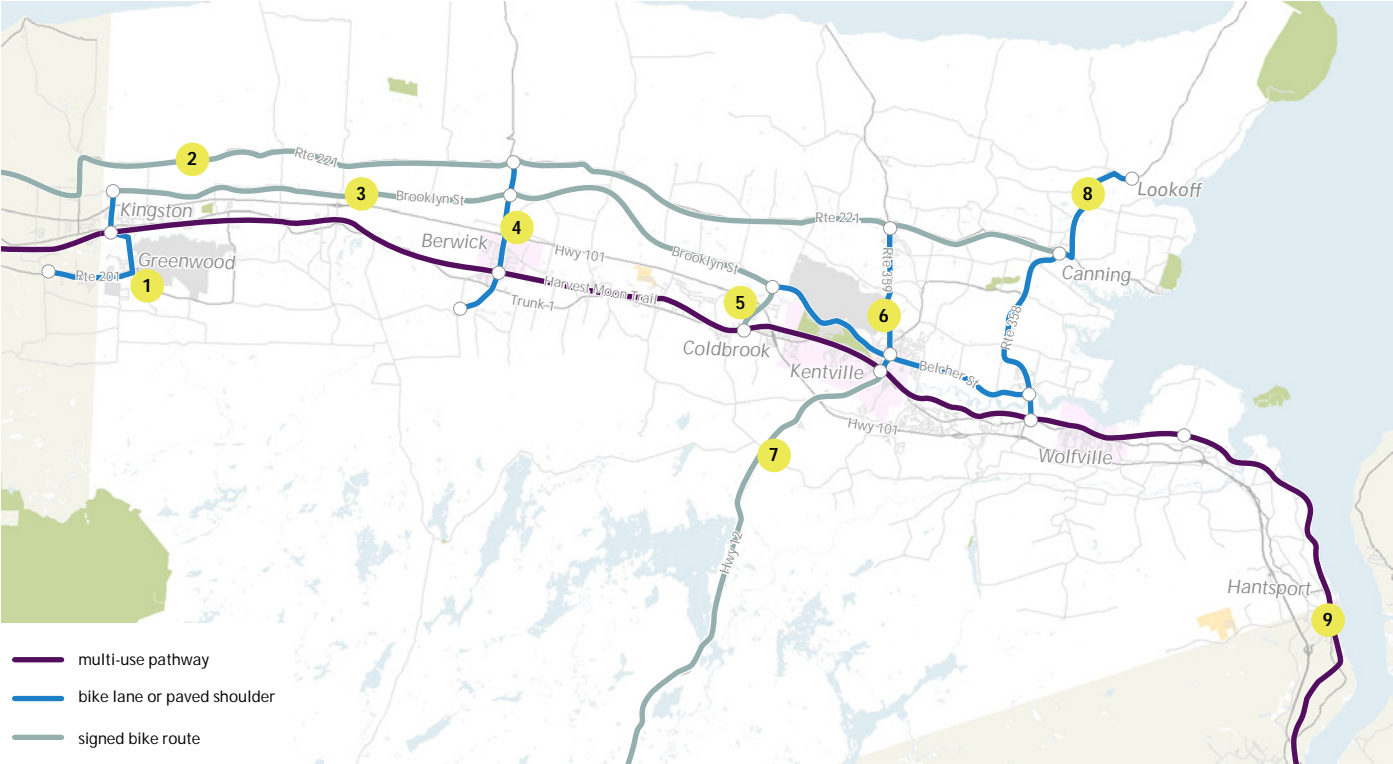 2
Rte 221
3
Brooklyn St
Kingston
8
Lookoff
Rte 221
4
Berwick
Hwy 101
Brooklyn St
Greenwood
Rte 201
1
Rte 359
Canning
Harvest Moon Trail
Trunk 1
5
6
Rte 358
Coldbrook
Kentville
Belcher St
Hwy 101
7
Wolfville
Hwy 12
Hantsport
9
multi-use pathway
bike lane or paved shoulder
signed bike route